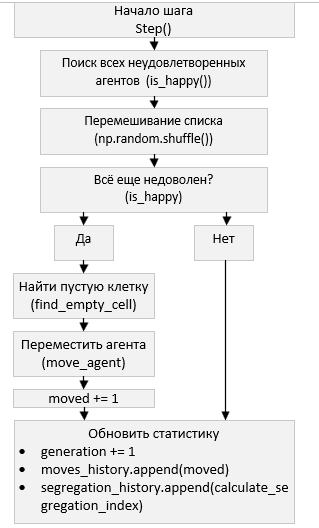 Начало шага
Step()
Поиск всех неудовлетворенных
агентов (is_happy())
Перемешивание списка
(np.random.shuffle())
Всё еще недоволен?
(is_happy)
Да
Нет
Найти пустую клетку
(find_empty_cell)
Переместить агента
(move_agent)
moved += 1
Обновить статистику
• generation += 1
• moves_history.append(moved)
• segregation_history.append(calculate_se
gregation_index)